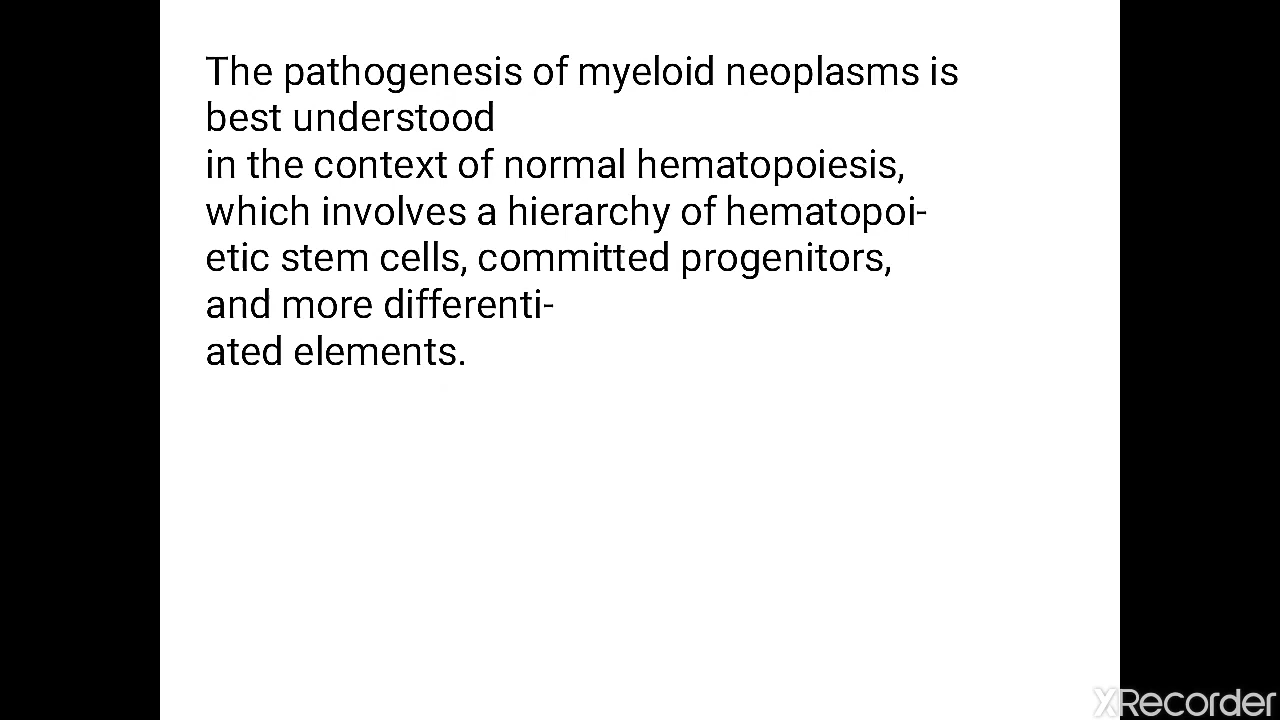 The pathogenesis of myeloid neoplasms is
best understood
in the context of normal hematopoiesis,
which involves a hierarchy of hematopoi-
etic stem cells, committed progenitors,
and more differenti-
ated elements.
XRecorder